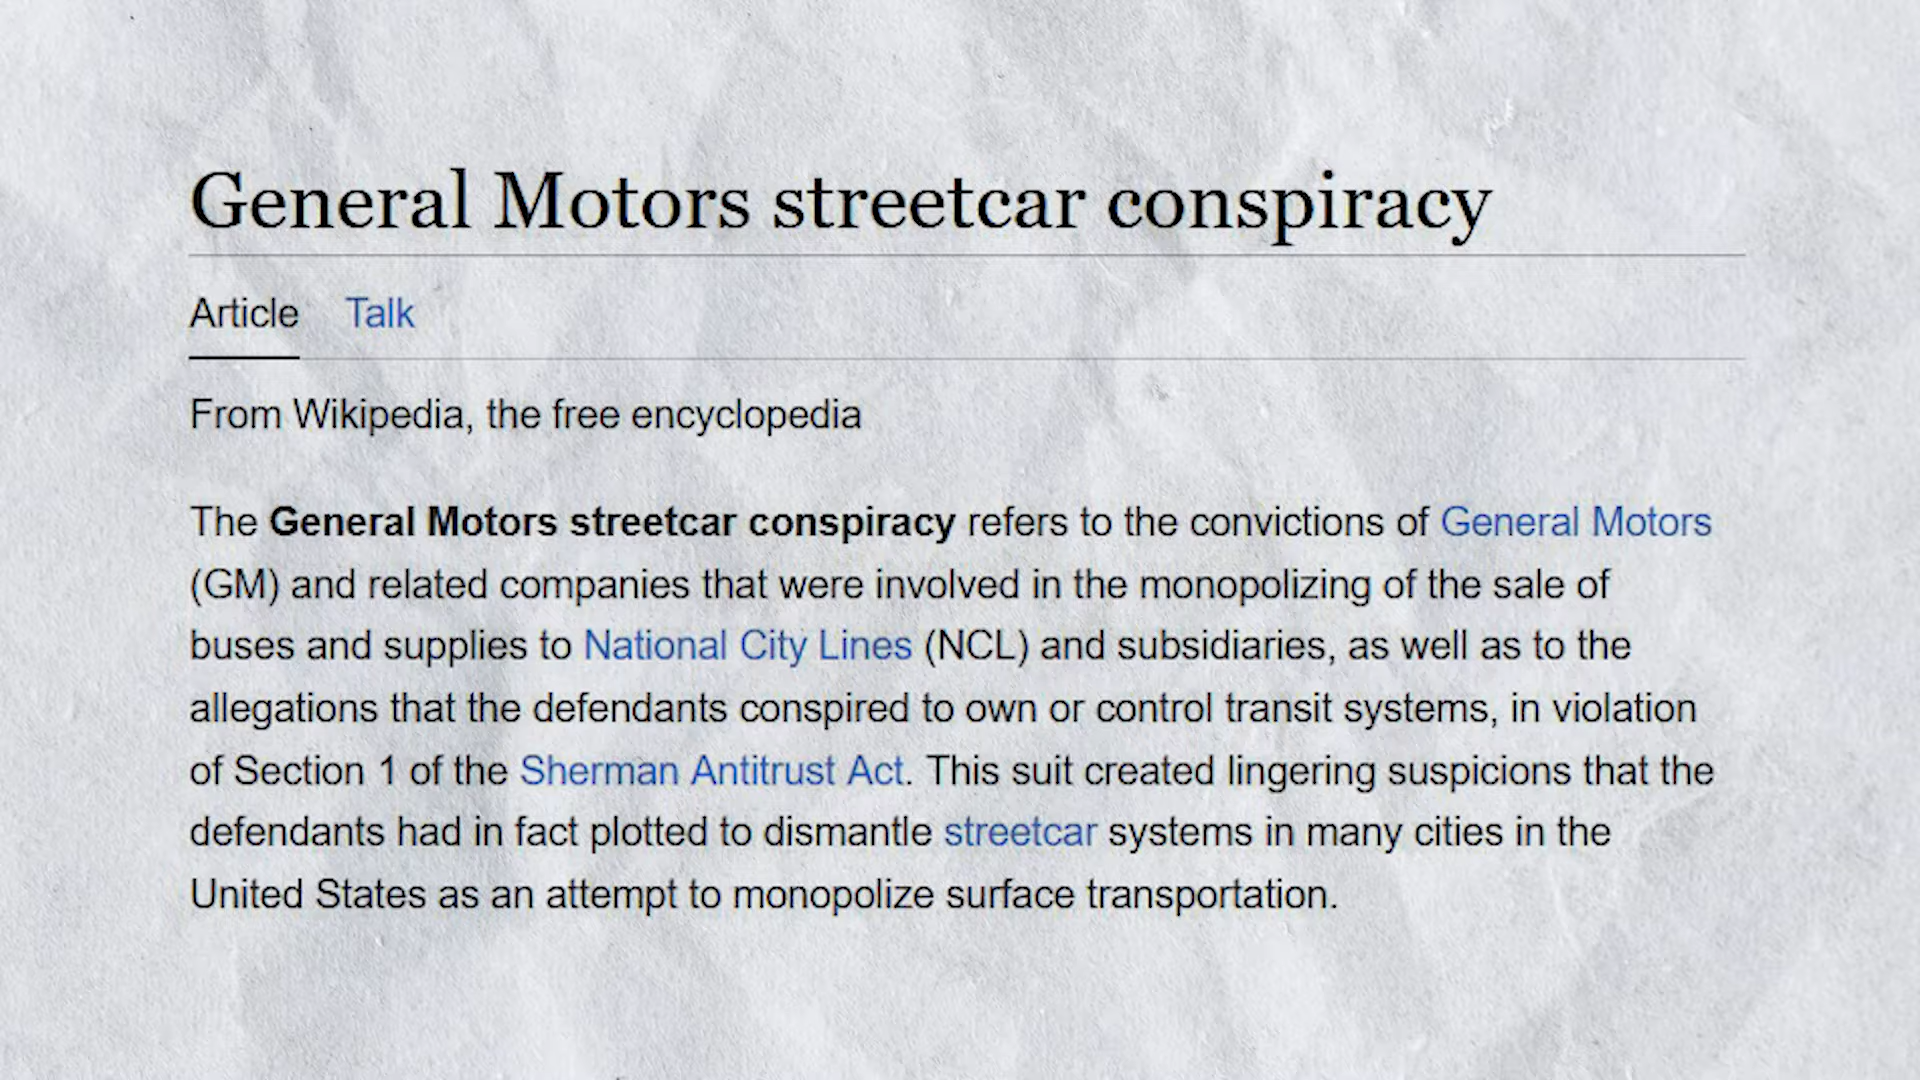 General Motors streetcar conspiracy
Article Talk
From Wikipedia, the free encyclopedia
The General Motors streetcar conspiracy refers to the convictions of General Motors
(GM) and related companies that were involved in the monopolizing of the sale of
buses and supplies to National City Lines (NCL) and subsidiaries, as well as to the
allegations that the defendants conspired to own or control transit systems, in violation
of Section 1 of the Sherman Antitrust Act. This suit created lingering suspicions that the
defendants had in fact plotted to dismantle streetcar systems in many cities in the
United States as an attempt to monopolize surface transportation.